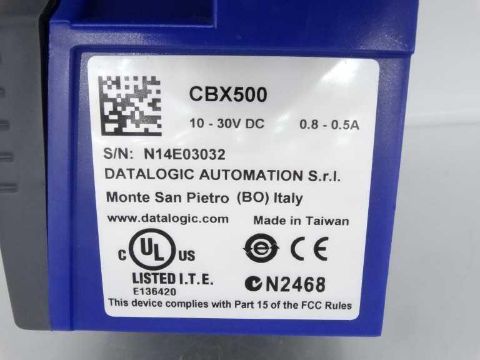 CBX500
10 - 30V DC 0.8 - 0.5A
S/N: N14E03032
DATALOGIC AUTOMATION S.r.l.
Monte San Pietro (BO) Italy
www.datalogic.com Made in Taiwan
c UL US
LISTED I.T.E.
E136420
CE
N2468
This device complies with Part 15 of the FCC Rules